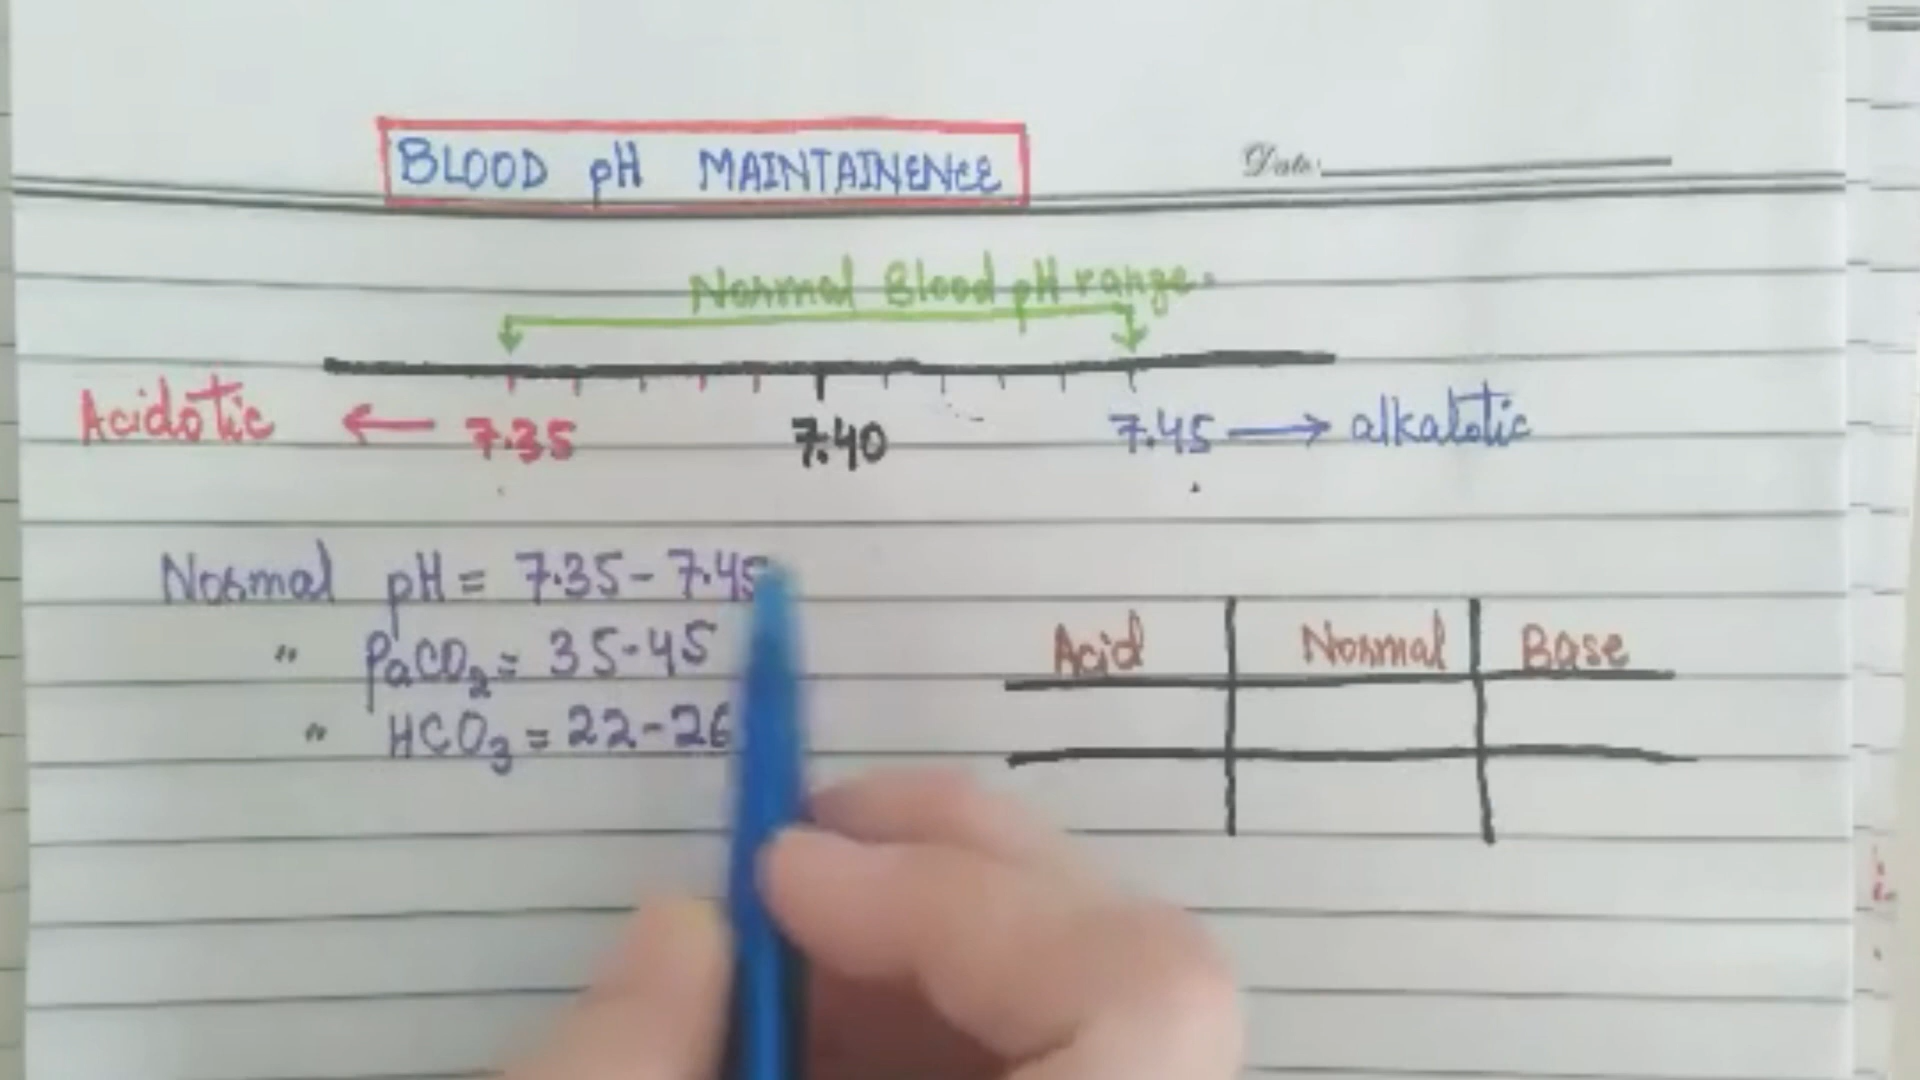 BLOOD pH MAINTAINENCE
Date:
Normal Blood pH range.
Acidotic ← 7.35 7.40 7.45 → alkalotic
Normal pH = 7.35-7.45
" PaCO2 = 35-45
" HCO3 = 22-26
Acid Normal Base